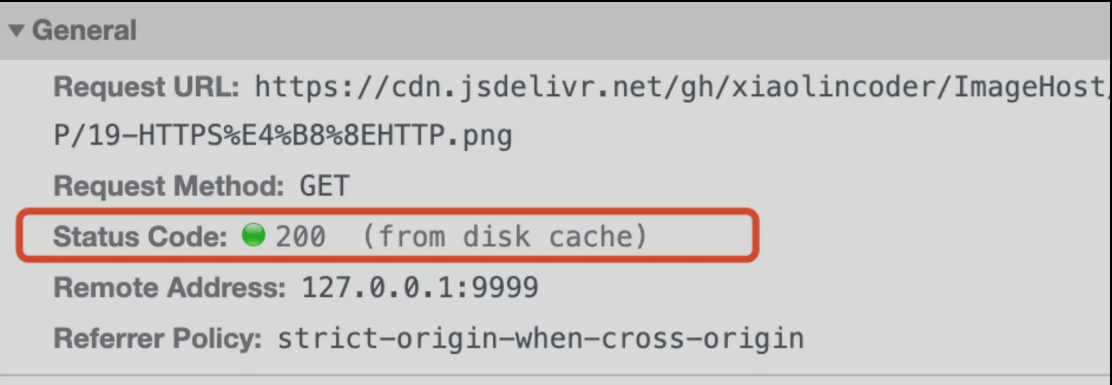 ▼ General
Request URL: https://cdn.jsdelivr.net/gh/xiaolincoder/ImageHost/
P/19-HTTPS%E4%B8%8EHTTP.png
Request Method: GET
Status Code: 200 (from disk cache)
Remote Address: 127.0.0.1:9999
Referrer Policy: strict-origin-when-cross-origin